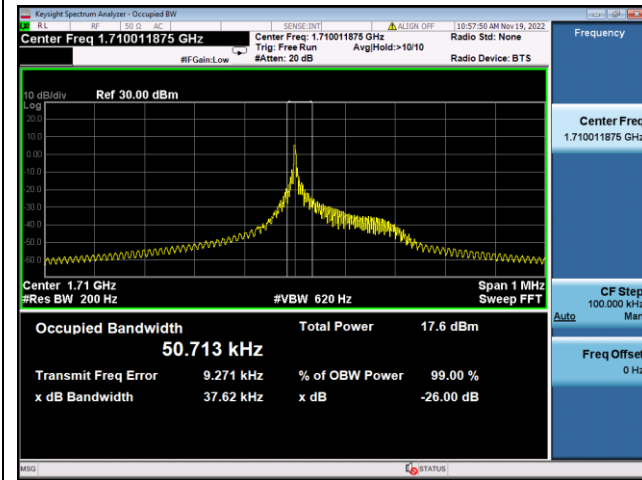 Keysight Spectrum Analyzer - Occupied BW
RL RF 50 Ω AC SENSE:INT ALIGN OFF 10:57:50 AM Nov 19, 2022
Center Freq 1.710011875 GHz
#IFGain:Low
Center Freq: 1.710011875 GHz
Trig: Free Run Avg|Hold:>10/10
#Atten: 20 dB
Radio Std: None
Radio Device: BTS
10 dB/div Ref 30.00 dBm
Log
20.0
10.0
0.00
-10.0
-20.0
-30.0
-40.0
-50.0
-60.0
Center 1.71 GHz Span 1 MHz
#Res BW 200 Hz #VBW 620 Hz Sweep FFT
Occupied Bandwidth Total Power 17.6 dBm
50.713 kHz
Transmit Freq Error 9.271 kHz % of OBW Power 99.00 %
x dB Bandwidth 37.62 kHz x dB -26.00 dB
MSG STATUS
Frequency
Center Freq
1.710011875 GHz
CF Step
100.000 kHz
Auto Man
Freq Offset
0 Hz